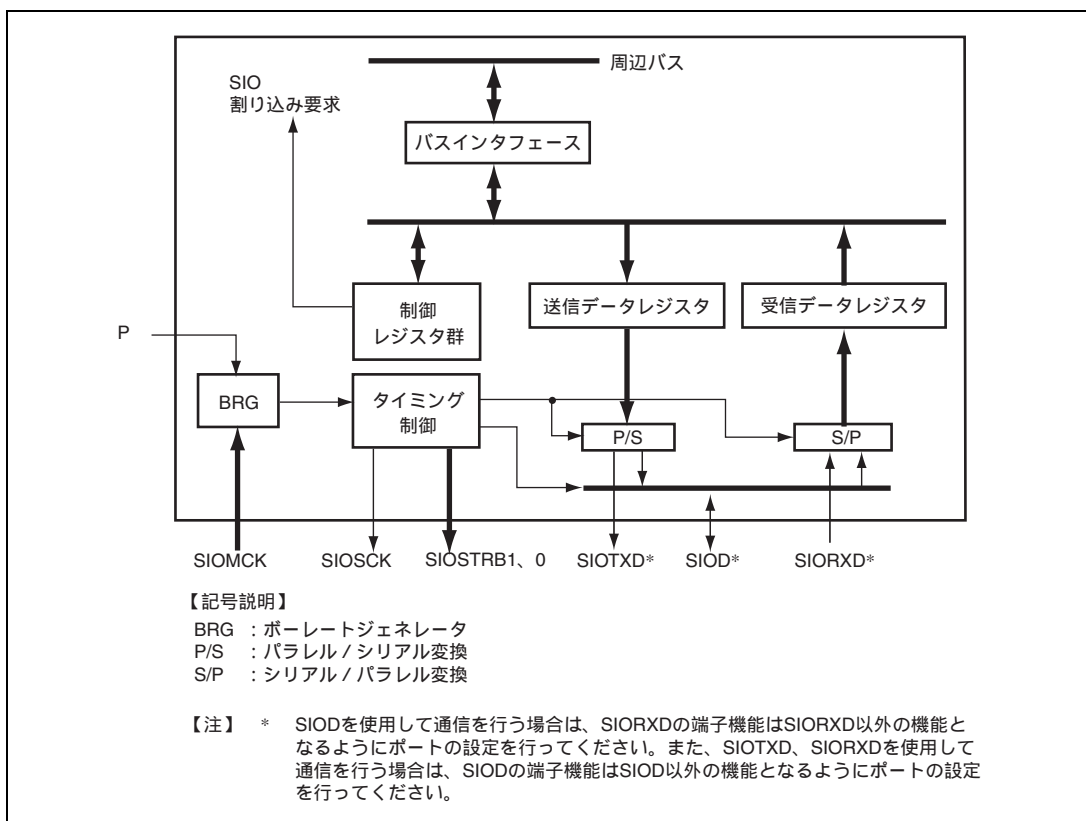 周辺バス
SIO
割り込み要求
バスインタフェース
制御
レジスタ群
送信データレジスタ
受信データレジスタ
P
BRG
タイミング
制御
P/S
S/P
SIOMCK
SIOSCK
SIOSTRB1、0
SIOTXD*
SIOD*
SIORXD*
【記号説明】
BRG :ボーレートジェネレータ
P/S :パラレル / シリアル変換
S/P :シリアル / パラレル変換
【注】 * SIODを使用して通信を行う場合は、SIORXDの端子機能はSIORXD以外の機能と
なるようにポートの設定を行ってください。また、SIOTXD、SIORXDを使用して
通信を行う場合は、SIODの端子機能はSIOD以外の機能となるようにポートの設定
を行ってください。